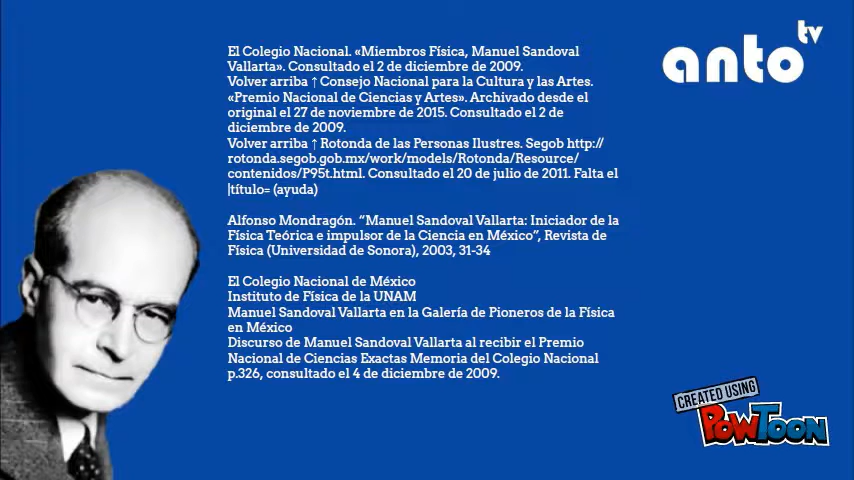 El Colegio Nacional. «Miembros Física, Manuel Sandoval
Vallarta». Consultado el 2 de diciembre de 2009.
Volver arriba ↑ Consejo Nacional para la Cultura y las Artes.
«Premio Nacional de Ciencias y Artes». Archivado desde el
original el 27 de noviembre de 2015. Consultado el 2 de
diciembre de 2009.
Volver arriba ↑ Rotonda de las Personas Ilustres. Segob http://
rotonda.segob.gob.mx/work/models/Rotonda/Resource/
contenidos/P95t.html. Consultado el 20 de julio de 2011. Falta el
|título= (ayuda)
Alfonso Mondragón. “Manuel Sandoval Vallarta: Iniciador de la
Física Teórica e impulsor de la Ciencia en México”, Revista de
Física (Universidad de Sonora), 2003, 31-34
El Colegio Nacional de México
Instituto de Física de la UNAM
Manuel Sandoval Vallarta en la Galería de Pioneros de la Física
en México
Discurso de Manuel Sandoval Vallarta al recibir el Premio
Nacional de Ciencias Exactas Memoria del Colegio Nacional
p.326, consultado el 4 de diciembre de 2009.
anto tv
CREATED USING
POWTOON